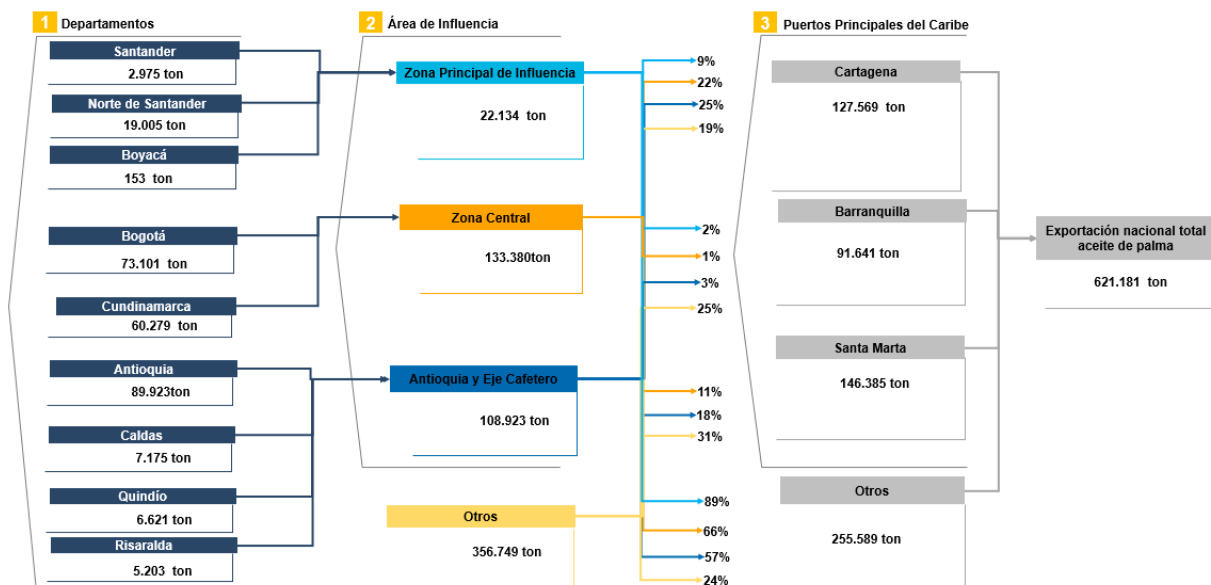 1 Departamentos
Santander
2.975 ton
Norte de Santander
19.005 ton
Boyacá
153 ton
Bogotá
73.101 ton
Cundinamarca
60.279 ton
Antioquia
89.923ton
Caldas
7.175 ton
Quindío
6.621 ton
Risaralda
5.203 ton
2 Área de Influencia
Zona Principal de Influencia
22.134 ton
Zona Central
133.380ton
Antioquia y Eje Cafetero
108.923 ton
Otros
356.749 ton
9%
22%
25%
19%
2%
1%
3%
25%
11%
18%
31%
89%
66%
57%
24%
3 Puertos Principales del Caribe
Cartagena
127.569 ton
Barranquilla
91.641 ton
Santa Marta
146.385 ton
Otros
255.589 ton
Exportación nacional total
aceite de palma
621.181 ton